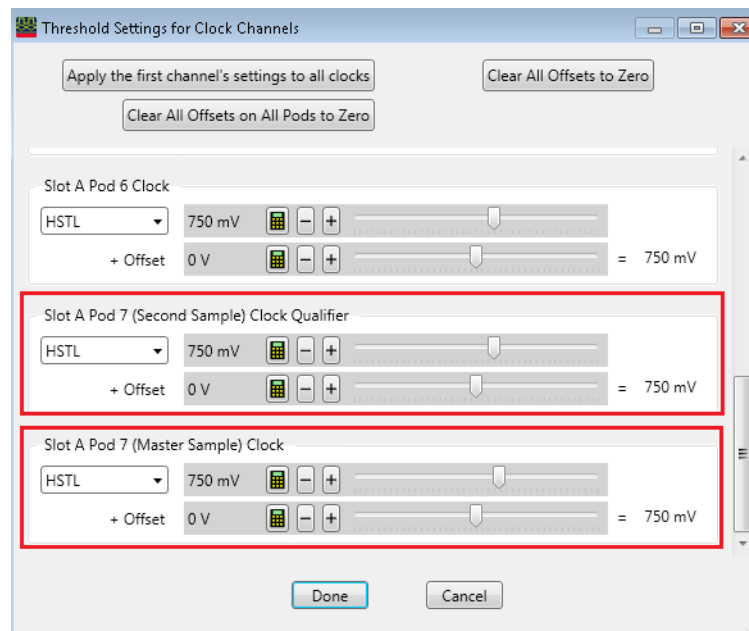 Threshold Settings for Clock Channels
Apply the first channel's settings to all clocks
Clear All Offsets to Zero
Clear All Offsets on All Pods to Zero
Slot A Pod 6 Clock
HSTL 750 mV − +
+ Offset 0 V − + = 750 mV
Slot A Pod 7 (Second Sample) Clock Qualifier
HSTL 750 mV − +
+ Offset 0 V − + = 750 mV
Slot A Pod 7 (Master Sample) Clock
HSTL 750 mV − +
+ Offset 0 V − + = 750 mV
Done Cancel